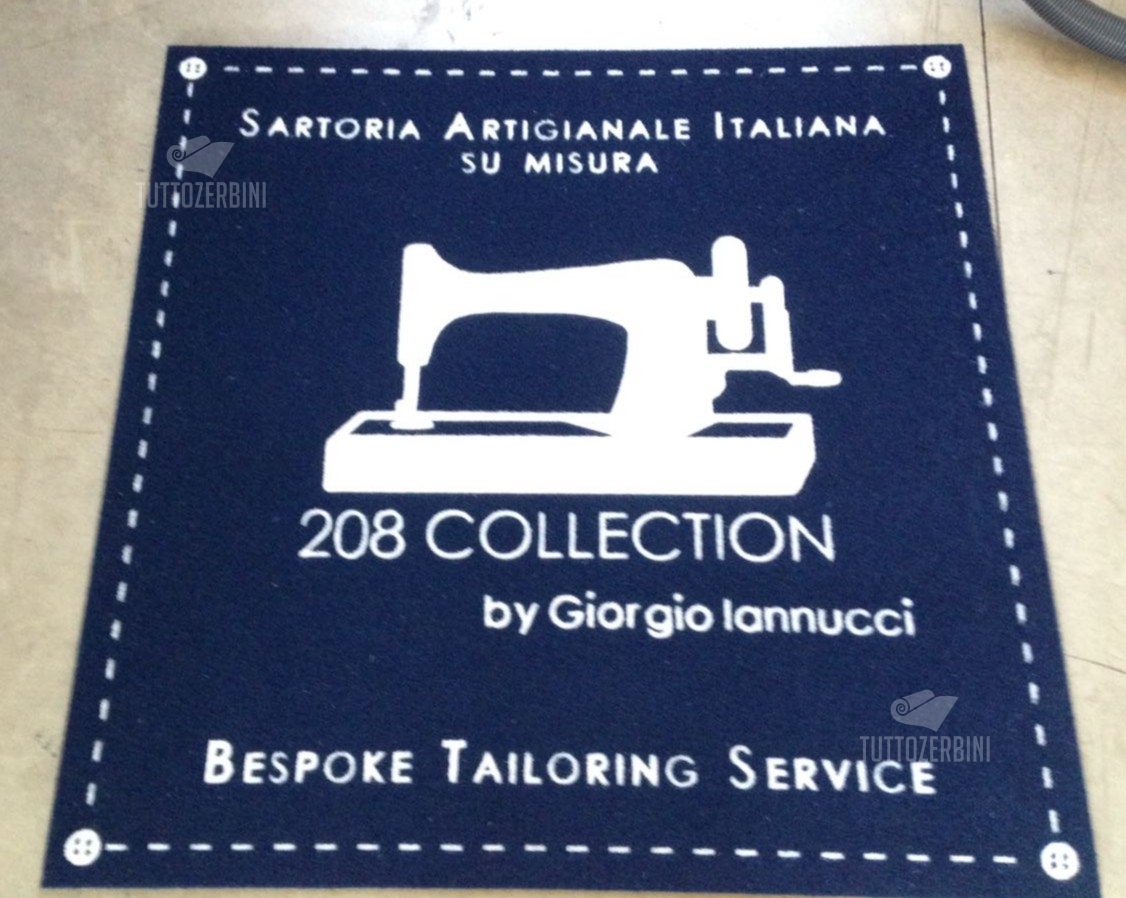 Sartoria Artigianale Italiana
su misura
TUTTOZERBINI
208 COLLECTION
by Giorgio Iannucci
TUTTOZERBINI
Bespoke Tailoring Service